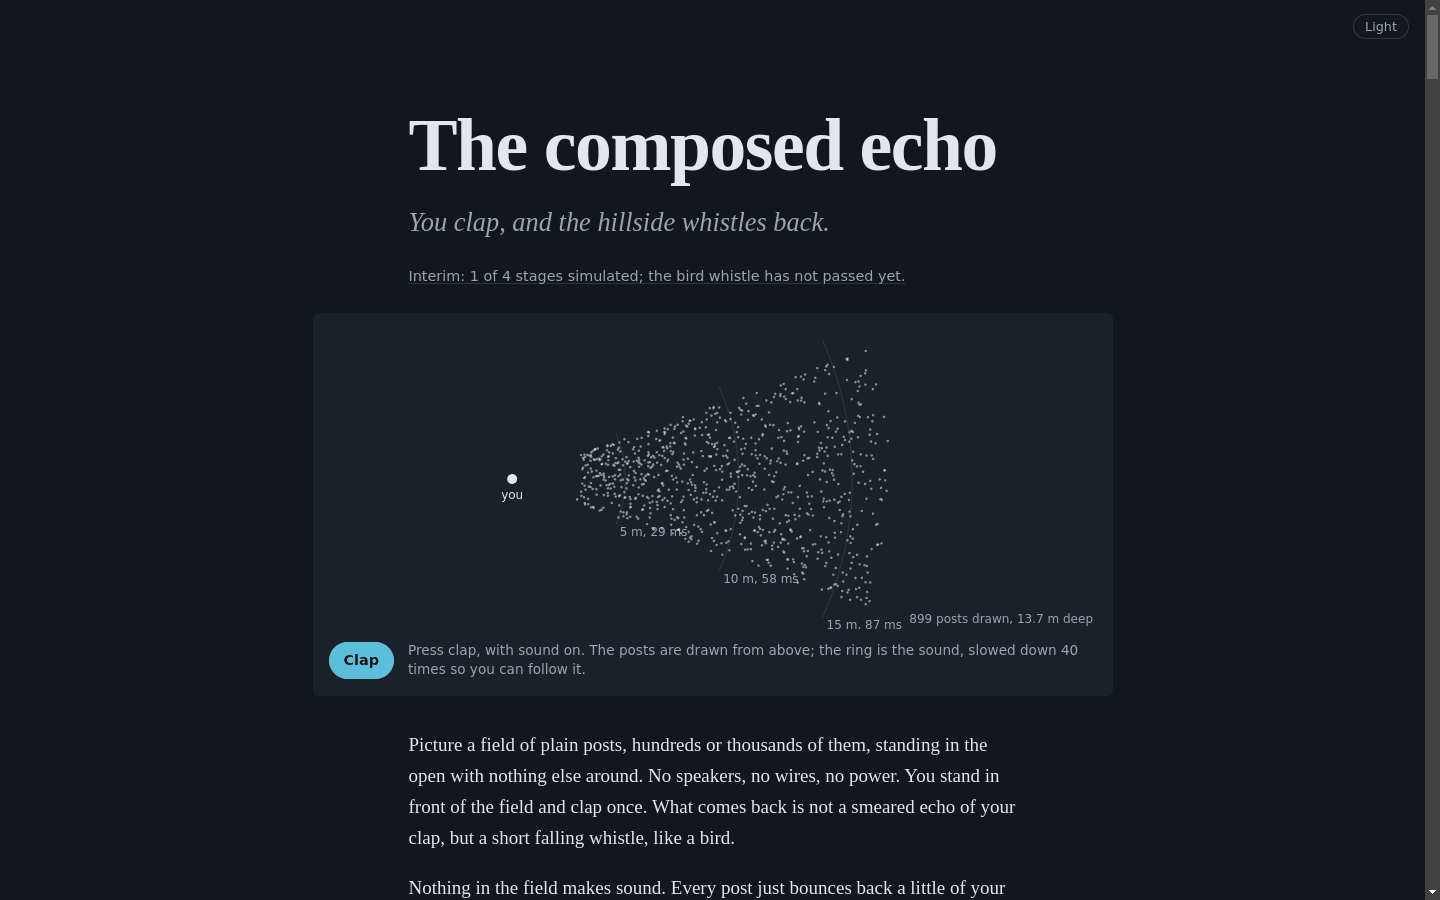 Light
The composed echo
You clap, and the hillside whistles back.
Interim: 1 of 4 stages simulated; the bird whistle has not passed yet.
you
5 m, 29 ms
10 m, 58 ms
15 m, 87 ms
899 posts drawn, 13.7 m deep
Clap
Press clap, with sound on. The posts are drawn from above; the ring is the sound, slowed down 40
times so you can follow it.
Picture a field of plain posts, hundreds or thousands of them, standing in the
open with nothing else around. No speakers, no wires, no power. You stand in
front of the field and clap once. What comes back is not a smeared echo of your
clap, but a short falling whistle, like a bird.
Nothing in the field makes sound. Every post just bounces back a little of your